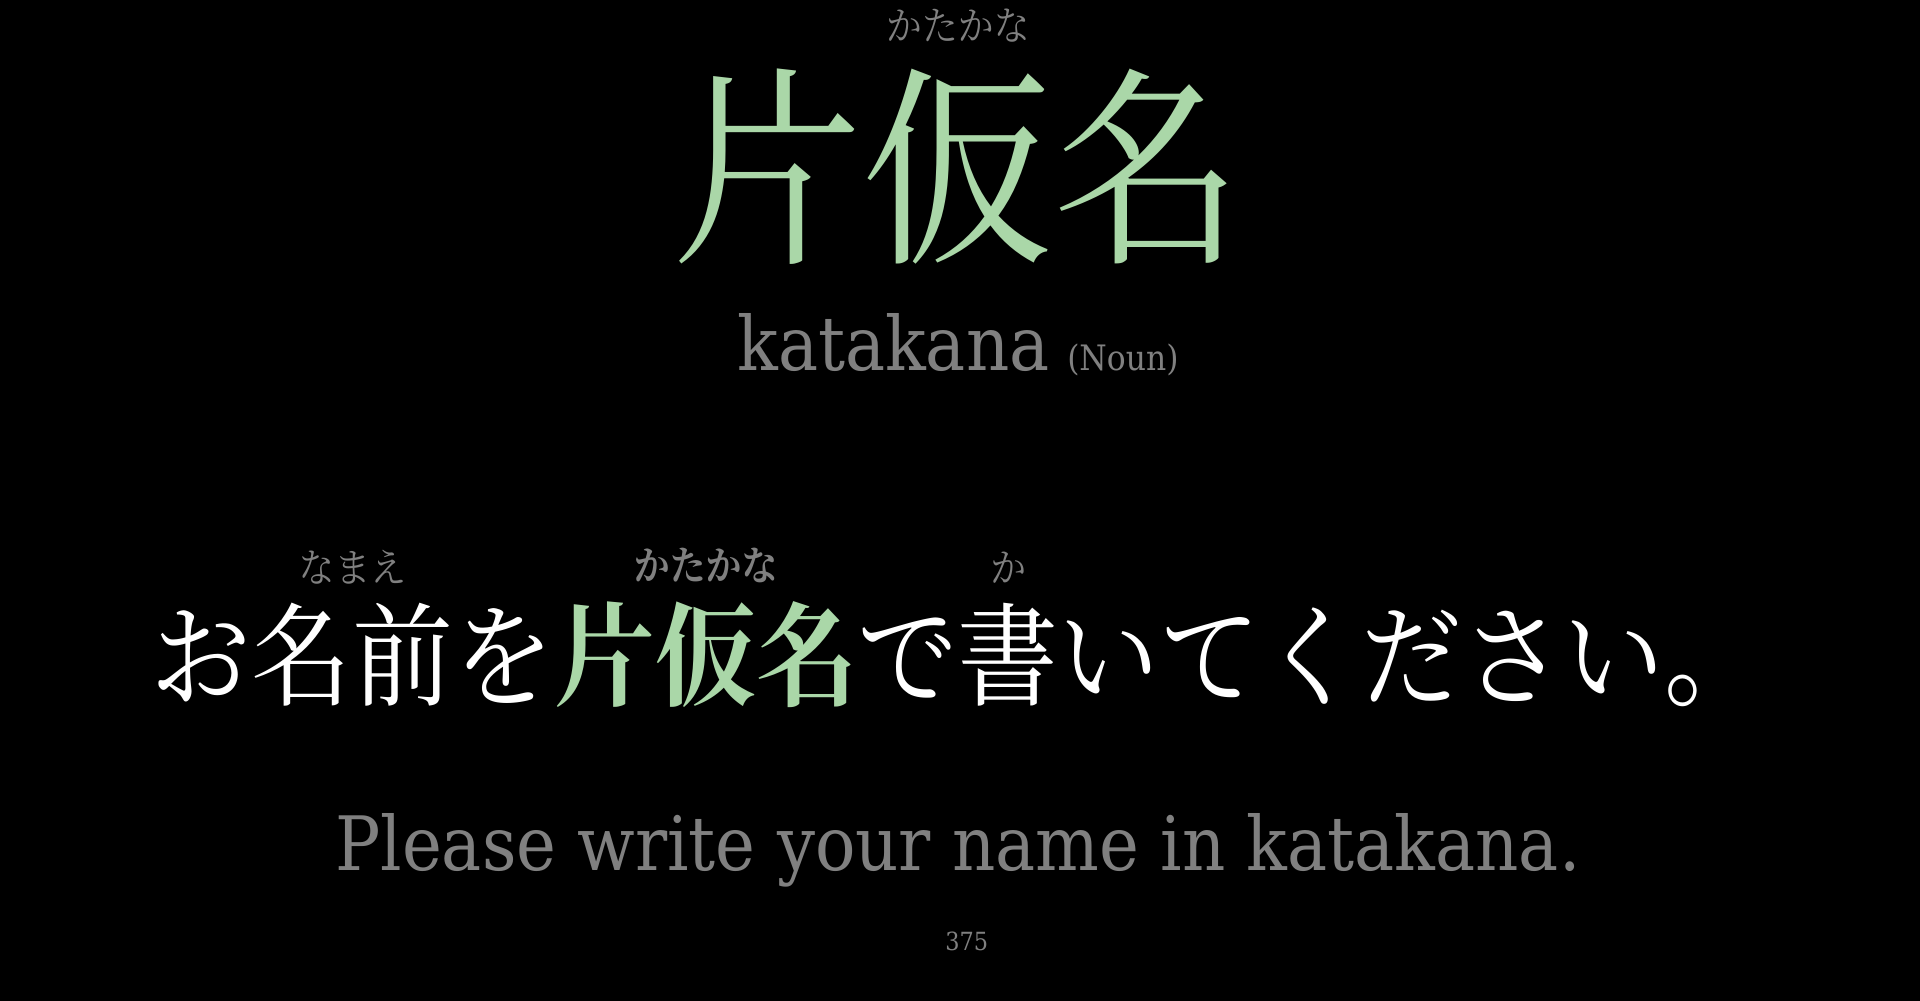 かたかな
片仮名
katakana (Noun)
なまえ かたかな か
お名前を片仮名で書いてください。
Please write your name in katakana.
375